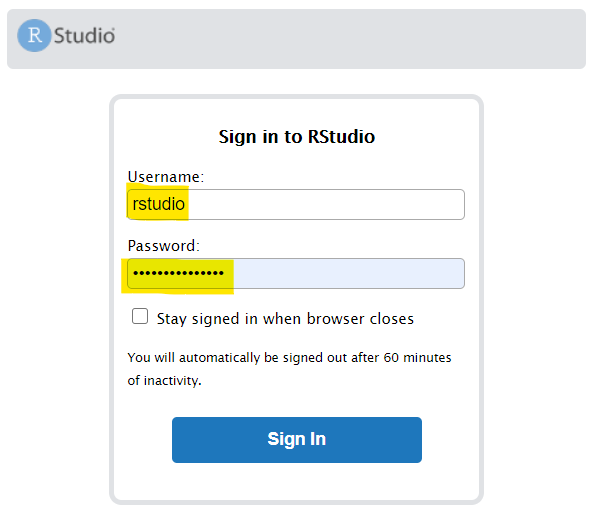 R Studio
Sign in to RStudio
Username:
rstudio
Password:
•••••••••••••••
Stay signed in when browser closes
You will automatically be signed out after 60 minutes
of inactivity.
Sign In